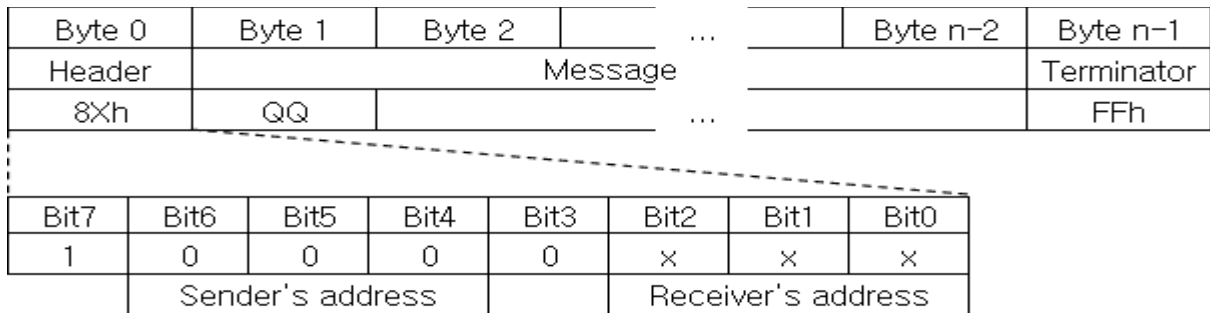 Byte 0 Byte 1 Byte 2 ... Byte n-2 Byte n-1
Header Message Terminator
8Xh QQ ... FFh
Bit7 Bit6 Bit5 Bit4 Bit3 Bit2 Bit1 Bit0
1 0 0 0 0 x x x
Sender's address Receiver's address